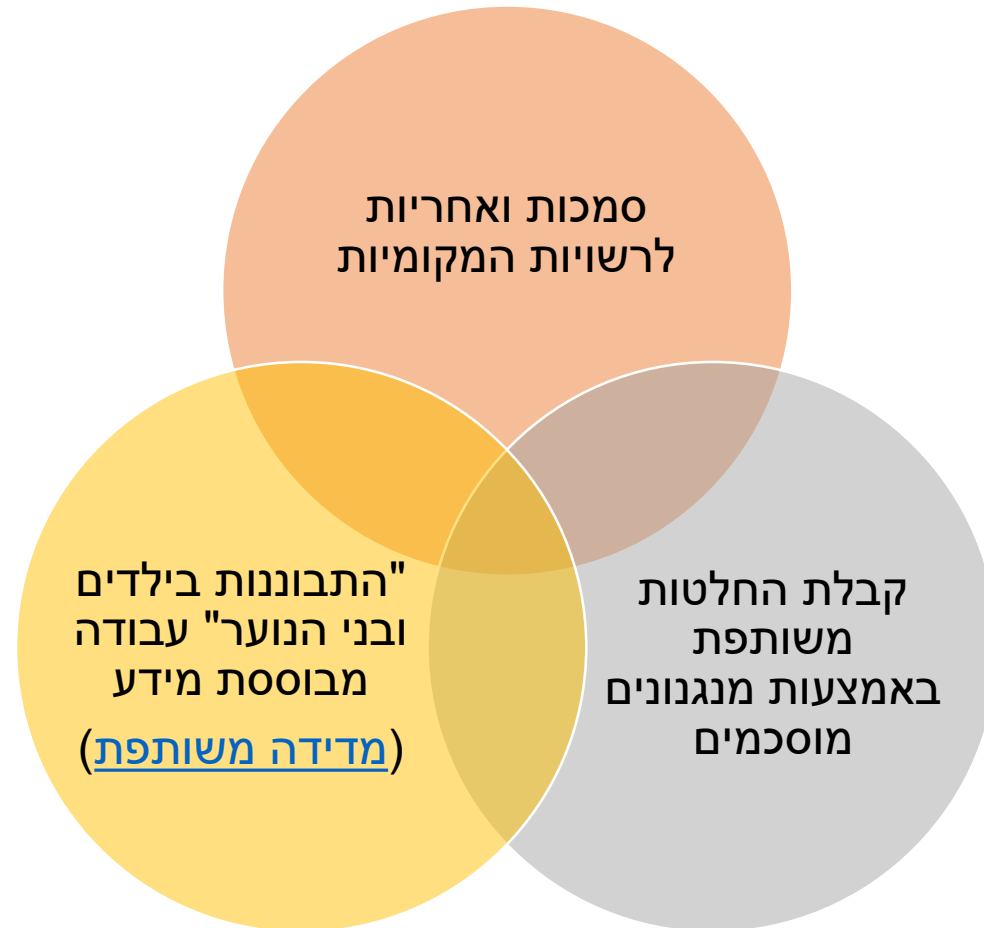 סמכות ואחריות
לרשויות המקומיות
"התבוננות בילדים
ובני הנוער" עבודה
מבוססת מידע
(מדידה משותפת)
קבלת החלטות
משותפת
באמצעות מנגנונים
מוסכמים